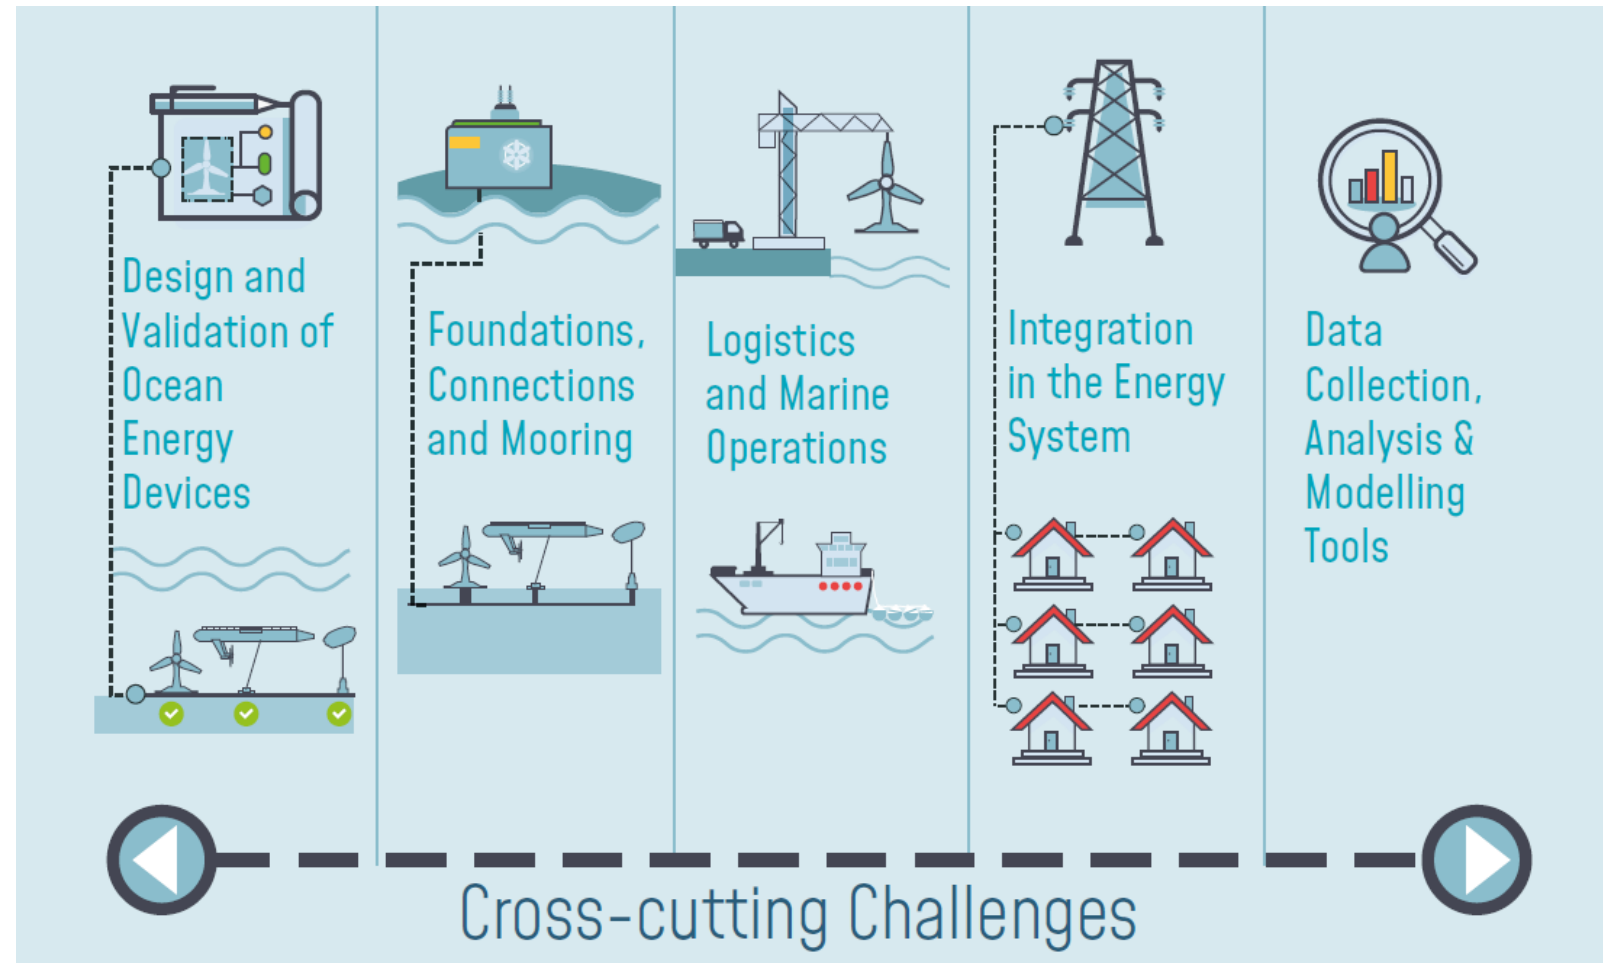 Design and
Validation of
Ocean
Energy
Devices
Foundations,
Connections
and Mooring
Logistics
and Marine
Operations
Integration
in the Energy
System
Data
Collection,
Analysis &
Modelling
Tools
Cross-cutting Challenges